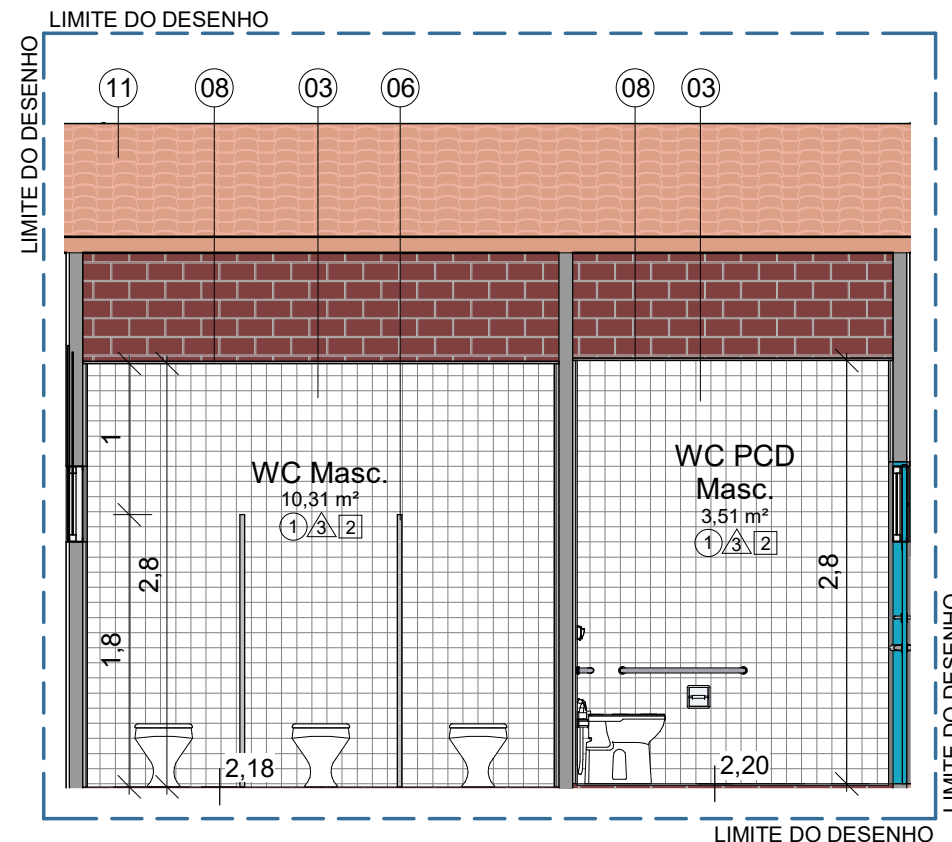 LIMITE DO DESENHO
LIMITE DO DESENHO
11
08
03
06
08
03
WC Masc.
10,31 m²
1 3 2
WC PCD
Masc.
3,51 m²
1 3 2
1
2,8
1,8
2,8
2,18
2,20
LIMITE DO DESENHO
LIMITE DO DESENHO